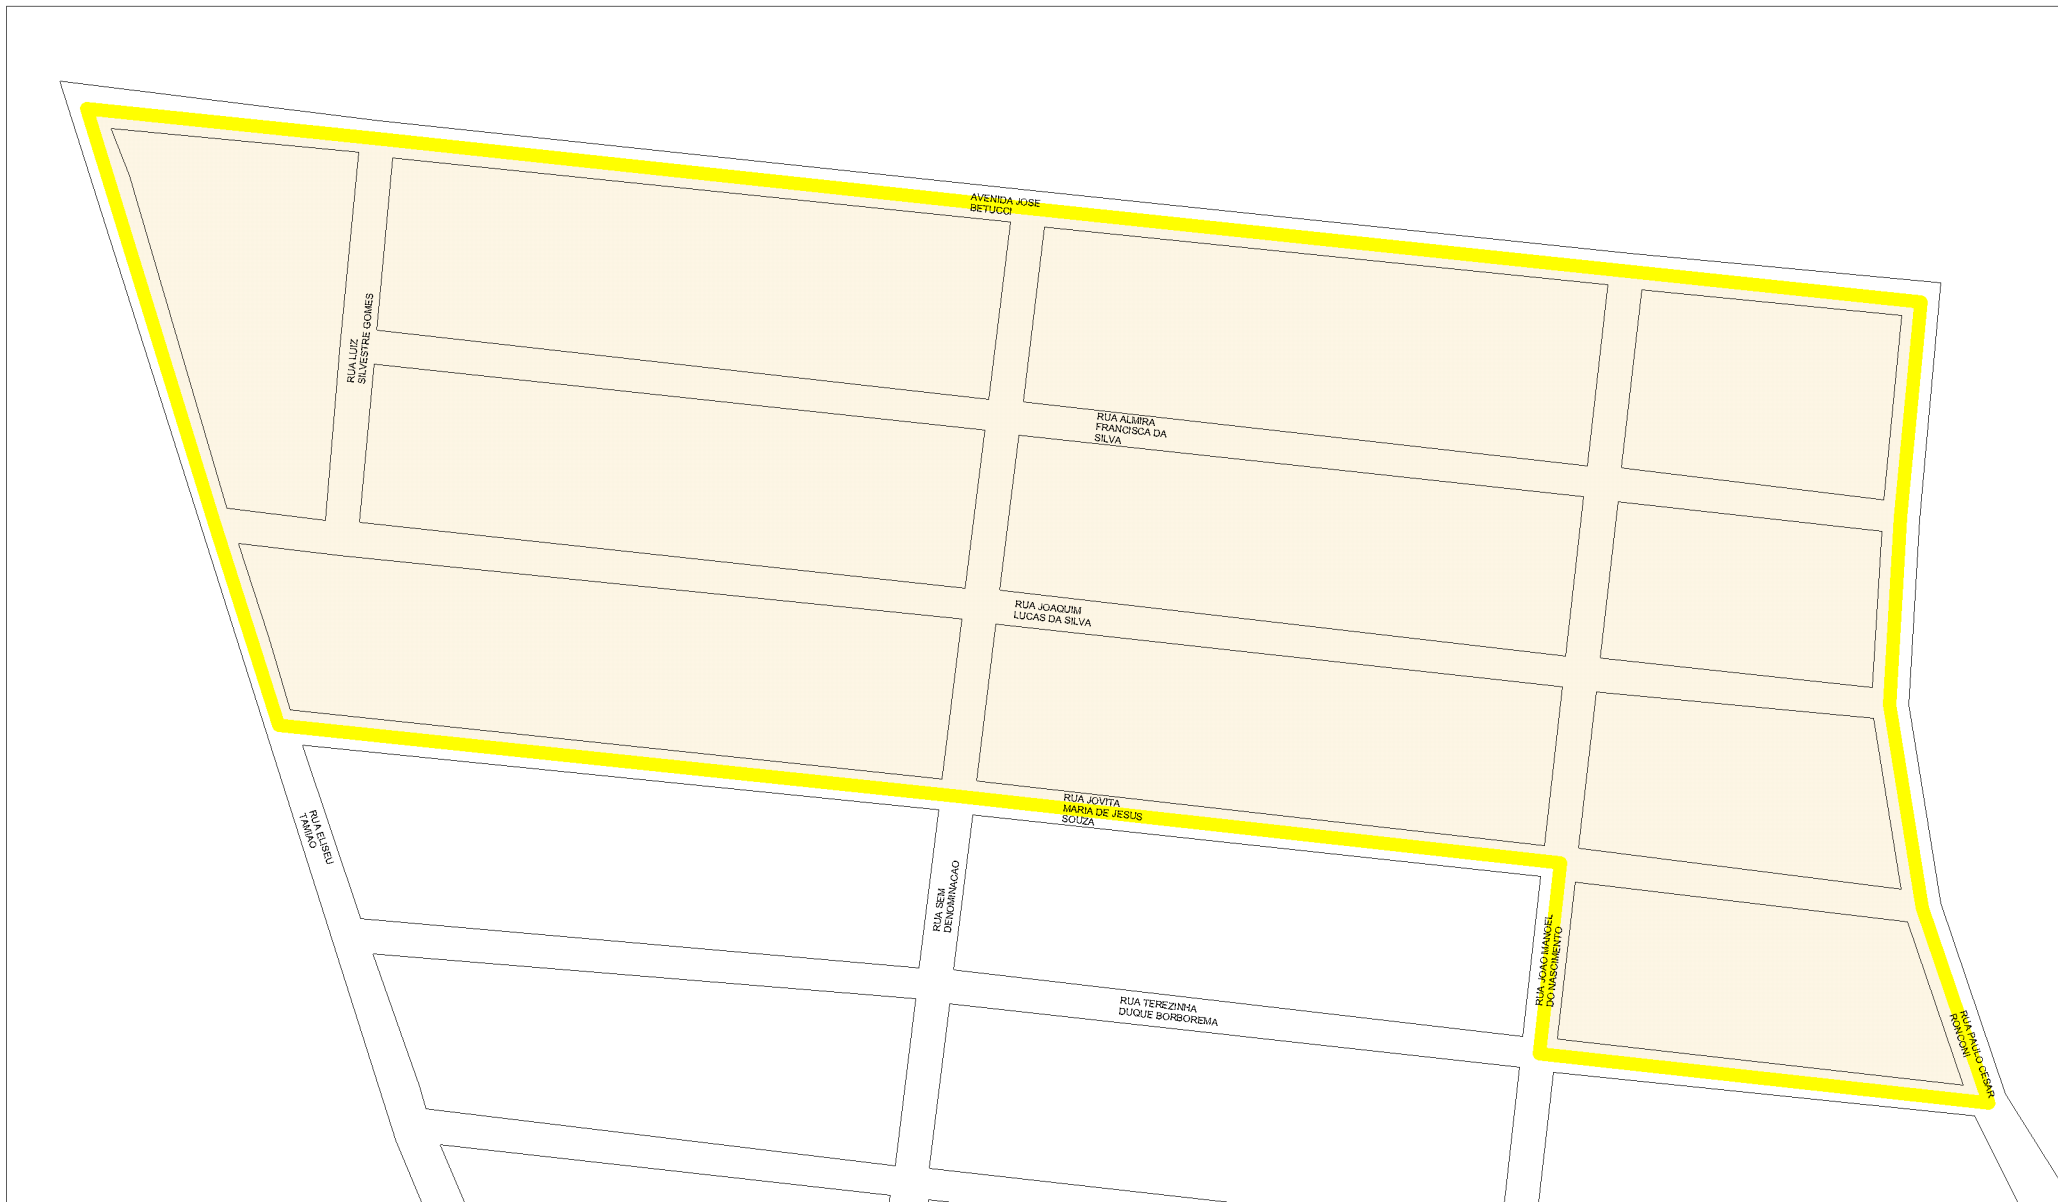 AVENIDA JOSE
BETUCCI
RUA LUIZ
SILVESTRE GOMES
RUA ALMIRA
FRANCISCA DA
SILVA
RUA JOAQUIM
LUCAS DA SILVA
RUA JOVITA
MARIA DE JESUS
SOUZA
RUA ELISEU
TAMIAO
RUA SEM
DENOMINACAO
RUA JOAO MANOEL
DO NASCIMENTO
RUA TEREZINHA
DUQUE BORBOREMA
RUA PAULO CESAR
RONCONI